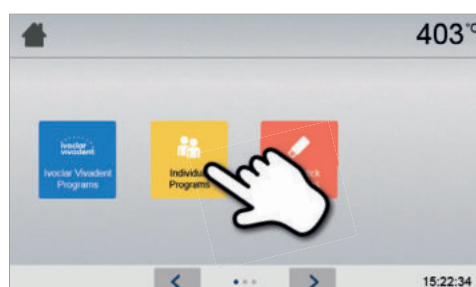 403 °C
ivoclar
vivadent
Ivoclar Vivadent
Programs
Individu
Programs
15:22:34